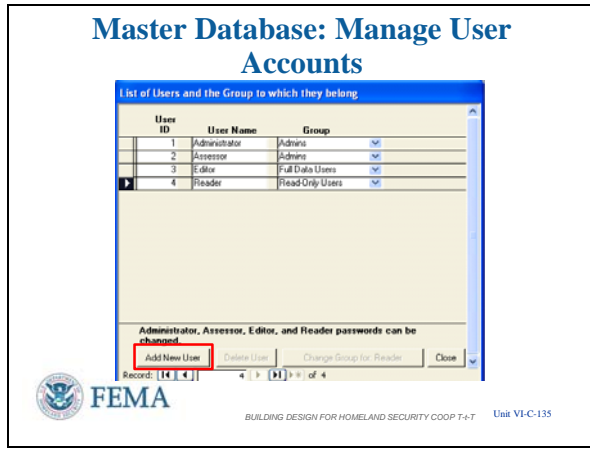 Master Database: Manage User
Accounts
List of Users and the Group to which they belong
User
ID User Name Group
1 Administrator Admins
2 Assessor Admins
3 Editor Full Data Users
4 Reader Read-Only Users
Administrator, Assessor, Editor, and Reader passwords can be
changed.
Add New User Delete User Change Group for Reader Close
Record: 4 of 4
FEMA
BUILDING DESIGN FOR HOMELAND SECURITY COOP T-t-T
Unit VI-C-135